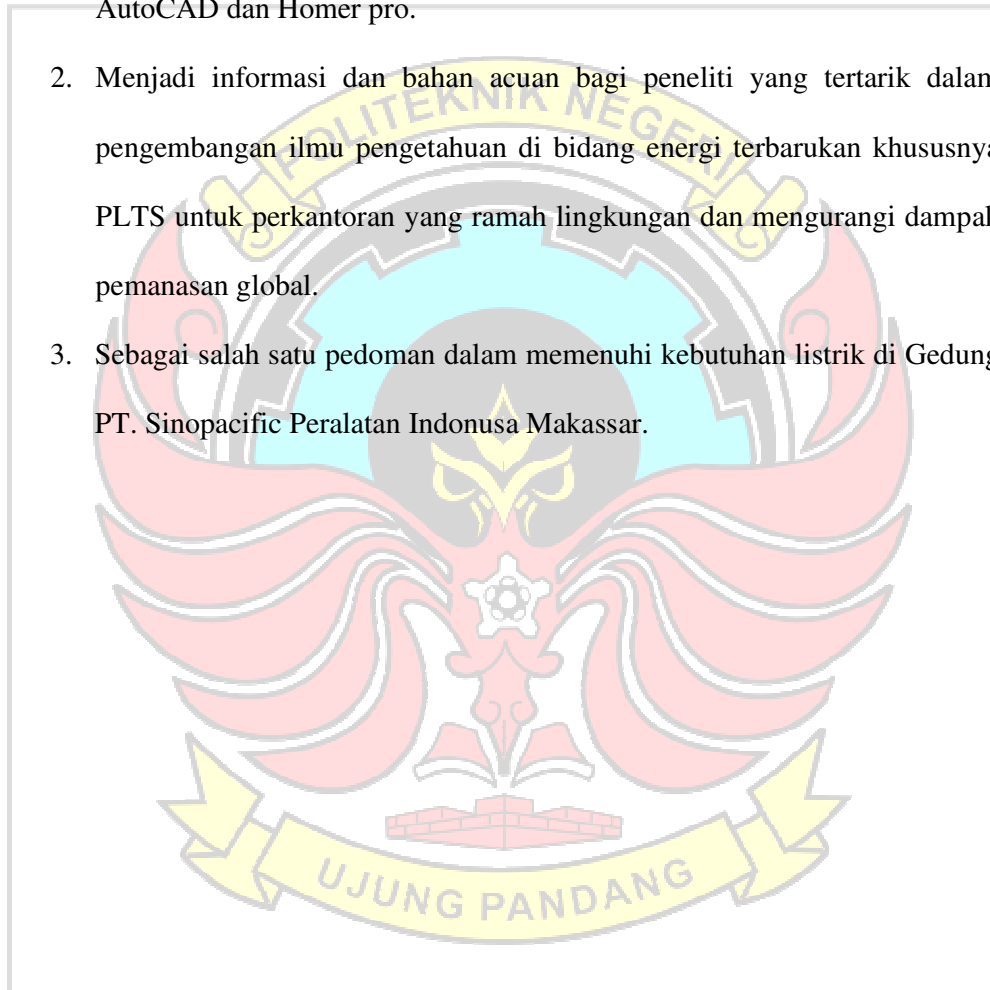 AutoCAD dan Homer pro.
2. Menjadi informasi dan bahan acuan bagi peneliti yang tertarik dalam
pengembangan ilmu pengetahuan di bidang energi terbarukan khususnya
PLTS untuk perkantoran yang ramah lingkungan dan mengurangi dampak
pemanasan global.
3. Sebagai salah satu pedoman dalam memenuhi kebutuhan listrik di Gedung
PT. Sinopacific Peralatan Indonusa Makassar.
POLITEKNIK NEGERI
UJUNG PANDANG